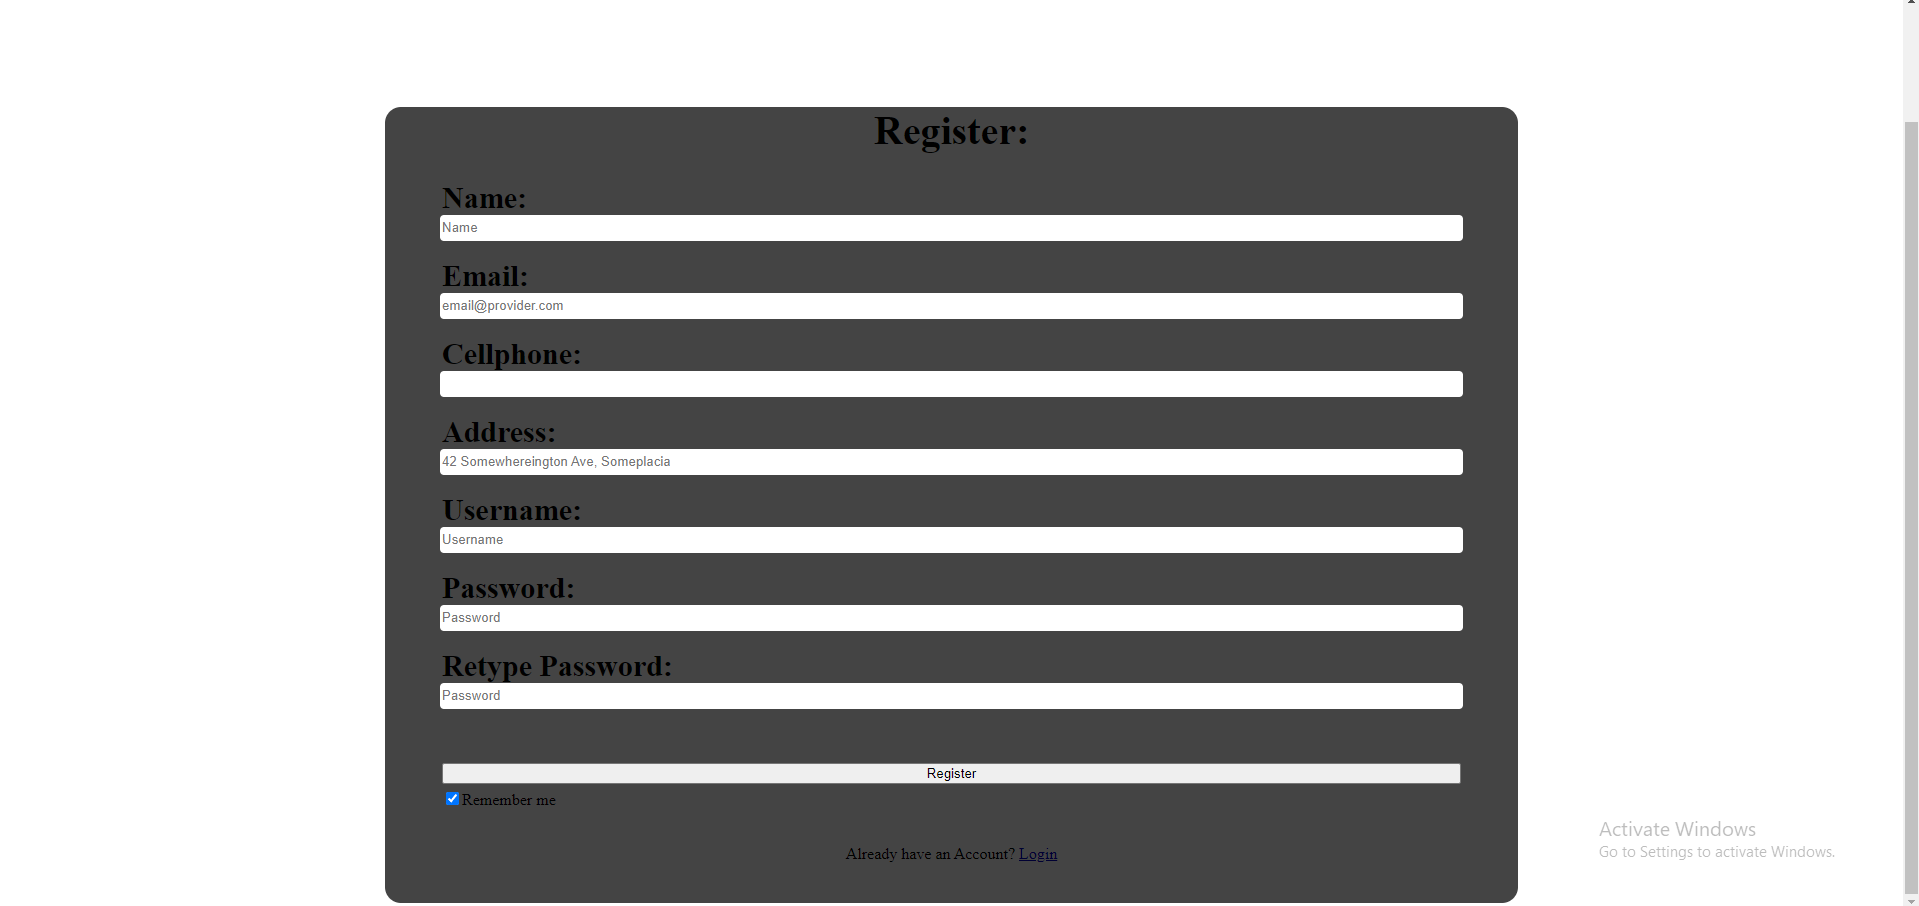 Register:
Name:
Name
Email:
email@provider.com
Cellphone:
Address:
42 Somewhereington Ave, Someplacia
Username:
Username
Password:
Password
Retype Password:
Password
Register
Remember me
Already have an Account? Login
Activate Windows
Go to Settings to activate Windows.